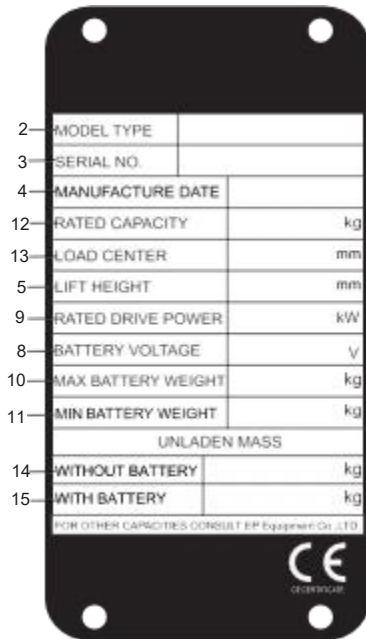 2 MODEL TYPE
3 SERIAL NO.
4 MANUFACTURE DATE
12 RATED CAPACITY kg
13 LOAD CENTER mm
5 LIFT HEIGHT mm
9 RATED DRIVE POWER kW
8 BATTERY VOLTAGE V
10 MAX BATTERY WEIGHT kg
11 MIN BATTERY WEIGHT kg
UNLADEN MASS
14 WITHOUT BATTERY kg
15 WITH BATTERY kg
FOR OTHER CAPACITIES CONSULT EP Equipment Co.,LTD
CE
CE CERTIFICATE